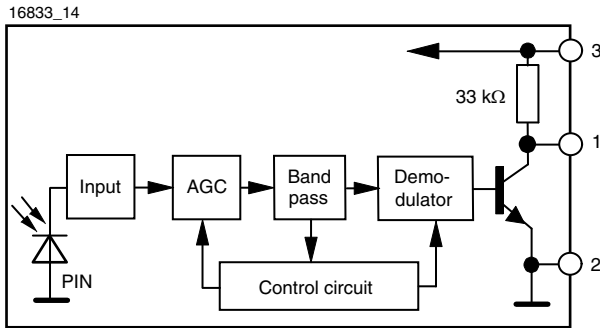 16833_14
3
33 kΩ
1
Input
AGC
Band
pass
Demo-
dulator
PIN
Control circuit
2